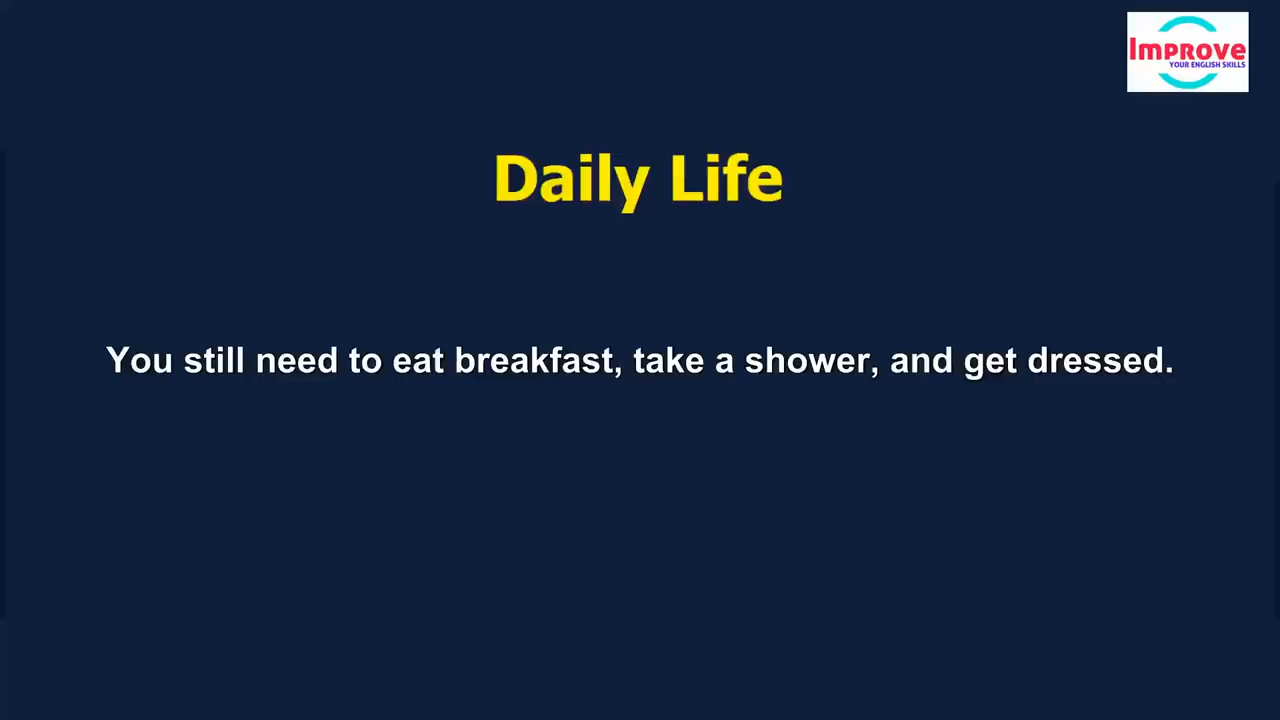 Improve
YOUR ENGLISH SKILLS
Daily Life
You still need to eat breakfast, take a shower, and get dressed.